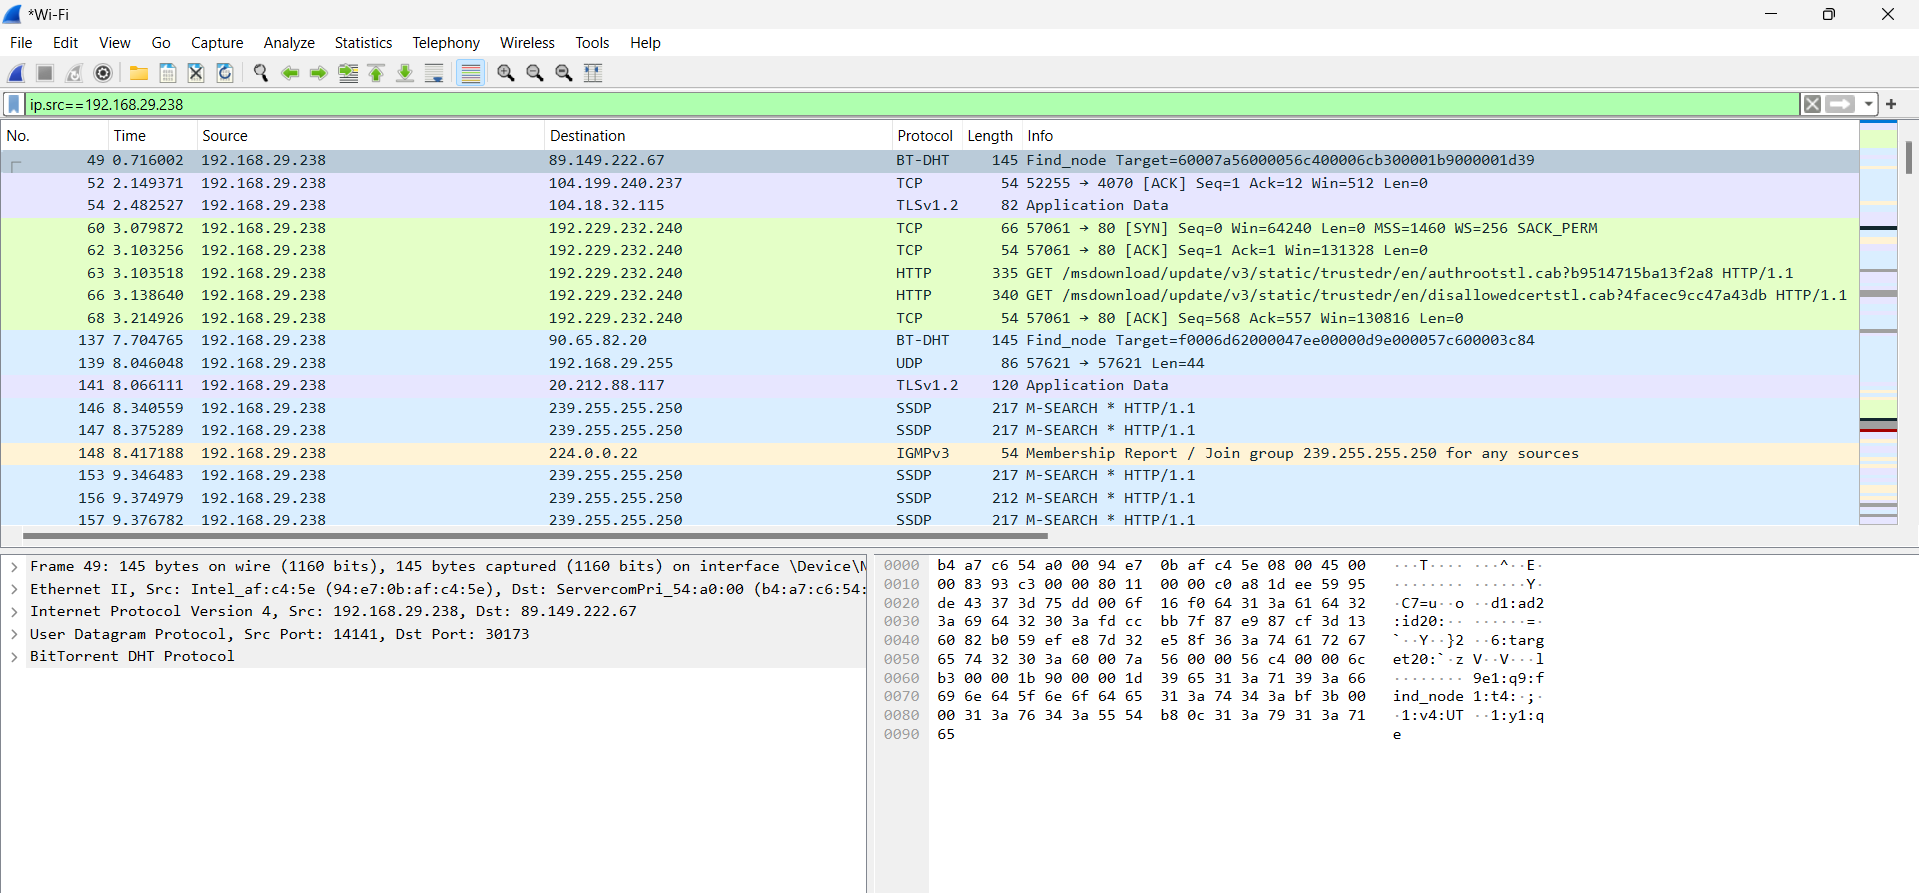 *Wi-Fi
File Edit View Go Capture Analyze Statistics Telephony Wireless Tools Help
ip.src==192.168.29.238
No. Time Source Destination Protocol Length Info
49 0.716002 192.168.29.238 89.149.222.67 BT-DHT 145 Find_node Target=60007a56000056c400006cb300001b9000001d39
52 2.149371 192.168.29.238 104.199.240.237 TCP 54 52255 → 4070 [ACK] Seq=1 Ack=12 Win=512 Len=0
54 2.482527 192.168.29.238 104.18.32.115 TLSv1.2 82 Application Data
60 3.079872 192.168.29.238 192.229.232.240 TCP 66 57061 → 80 [SYN] Seq=0 Win=64240 Len=0 MSS=1460 WS=256 SACK_PERM
62 3.103256 192.168.29.238 192.229.232.240 TCP 54 57061 → 80 [ACK] Seq=1 Ack=1 Win=131328 Len=0
63 3.103518 192.168.29.238 192.229.232.240 HTTP 335 GET /msdownload/update/v3/static/trustedr/en/authrootstl.cab?b9514715ba13f2a8 HTTP/1.1
66 3.138640 192.168.29.238 192.229.232.240 HTTP 340 GET /msdownload/update/v3/static/trustedr/en/disallowedcertstl.cab?4facec9cc47a43db HTTP/1.1
68 3.214926 192.168.29.238 192.229.232.240 TCP 54 57061 → 80 [ACK] Seq=568 Ack=557 Win=130816 Len=0
137 7.704765 192.168.29.238 90.65.82.20 BT-DHT 145 Find_node Target=f0006d62000047ee00000d9e000057c600003c84
139 8.046048 192.168.29.238 192.168.29.255 UDP 86 57621 → 57621 Len=44
141 8.066111 192.168.29.238 20.212.88.117 TLSv1.2 120 Application Data
146 8.340559 192.168.29.238 239.255.255.250 SSDP 217 M-SEARCH * HTTP/1.1
147 8.375289 192.168.29.238 239.255.255.250 SSDP 217 M-SEARCH * HTTP/1.1
148 8.417188 192.168.29.238 224.0.0.22 IGMPv3 54 Membership Report / Join group 239.255.255.250 for any sources
153 9.346483 192.168.29.238 239.255.255.250 SSDP 217 M-SEARCH * HTTP/1.1
156 9.374979 192.168.29.238 239.255.255.250 SSDP 212 M-SEARCH * HTTP/1.1
157 9.376782 192.168.29.238 239.255.255.250 SSDP 217 M-SEARCH * HTTP/1.1
Frame 49: 145 bytes on wire (1160 bits), 145 bytes captured (1160 bits) on interface \Device\N
Ethernet II, Src: Intel_af:c4:5e (94:e7:0b:af:c4:5e), Dst: ServercomPri_54:a0:00 (b4:a7:c6:54:
Internet Protocol Version 4, Src: 192.168.29.238, Dst: 89.149.222.67
User Datagram Protocol, Src Port: 14141, Dst Port: 30173
BitTorrent DHT Protocol
0000 b4 a7 c6 54 a0 00 94 e7 0b af c4 5e 08 00 45 00 ···T···· ···^··E·
0010 00 83 93 c3 00 00 80 11 00 00 c0 a8 1d ee 59 95 ········ ······Y·
0020 de 43 37 3d 75 dd 00 6f 16 f0 64 31 3a 61 64 32 ·C7=u··o ··d1:ad2
0030 3a 69 64 32 30 3a fd cc bb 7f 87 e9 87 cf 3d 13 :id20:·· ······=·
0040 60 82 b0 59 ef e8 7d 32 e5 8f 36 3a 74 61 72 67 `··Y··}2 ··6:targ
0050 65 74 32 30 3a 60 00 7a 56 00 00 56 c4 00 00 6c et20:`·z V··V···l
0060 b3 00 00 1b 90 00 00 1d 39 65 31 3a 71 39 3a 66 ········ 9e1:q9:f
0070 69 6e 64 5f 6e 6f 64 65 31 3a 74 34 3a bf 3b 00 ind_node 1:t4:·;·
0080 00 31 3a 76 34 3a 55 54 b8 0c 31 3a 79 31 3a 71 ·1:v4:UT ··1:y1:q
0090 65 e